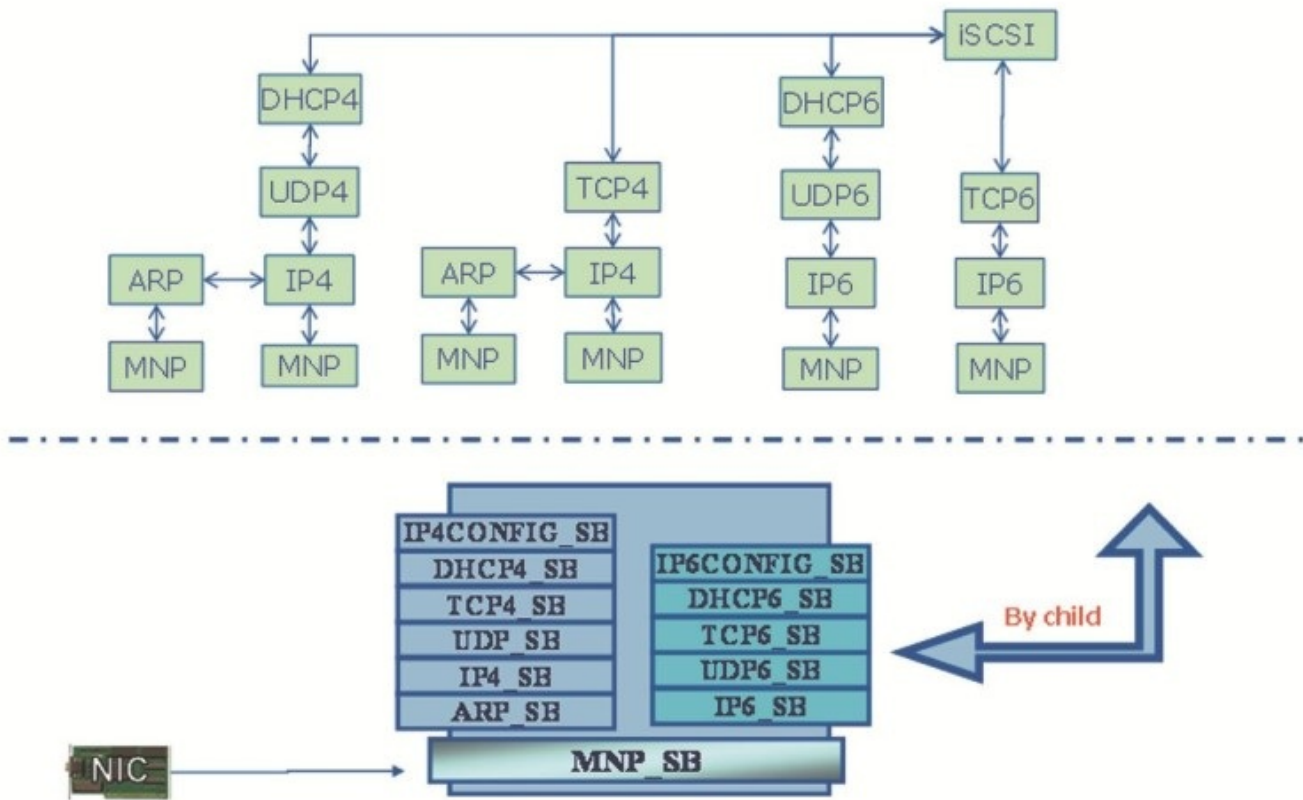 iSCSI
DHCP4
DHCP6
UDP4
TCP4
UDP6
TCP6
ARP
IP4
ARP
IP4
IP6
IP6
MNP
MNP
MNP
MNP
MNP
MNP
IP4CONFIG_SB
DHCP4_SB
TCP4_SB
UDP_SB
IP4_SB
ARP_SB
IP6CONFIG_SB
DHCP6_SB
TCP6_SB
UDP6_SB
IP6_SB
By child
NIC
MNP_SB